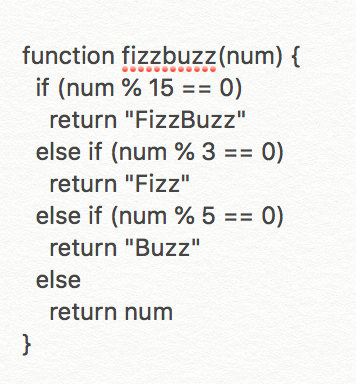 function fizzbuzz(num) {
if (num % 15 == 0)
return "FizzBuzz"
else if (num % 3 == 0)
return "Fizz"
else if (num % 5 == 0)
return "Buzz"
else
return num
}